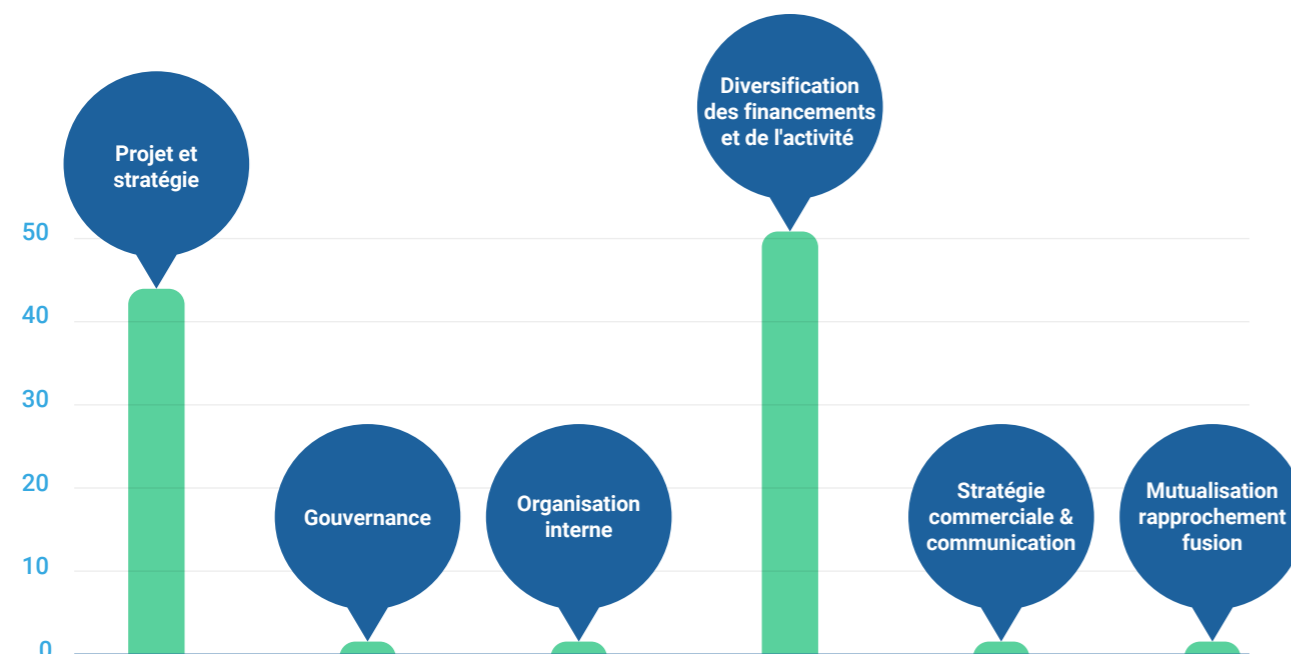 Diversification
des financements
et de l'activité
Projet et
stratégie
50
40
30
20
10
0
Gouvernance
Organisation
interne
Stratégie
commerciale &
communication
Mutualisation
rapprochement
fusion